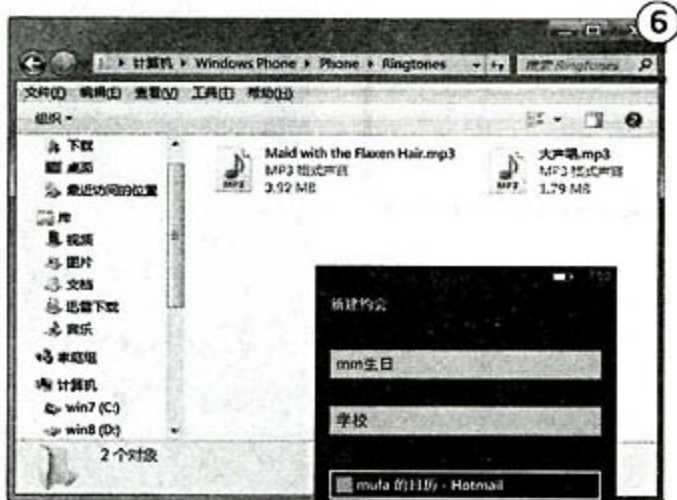 6
计算机 ▸ Windows Phone ▸ Phone ▸ Ringtones
搜索 Ringtones
文件(F) 编辑(E) 查看(V) 工具(T) 帮助(H)
组织
下载
桌面
最近访问的位置
库
视频
图片
文档
迅雷下载
音乐
家庭组
计算机
win7 (C:)
win8 (D:)
Maid with the Flaxen Hair.mp3
MP3 格式声音
3.92 MB
大声唱.mp3
MP3 格式声音
1.79 MB
2 个对象
新建约会
mm生日
学校
mufa 的日历 - Hotmail